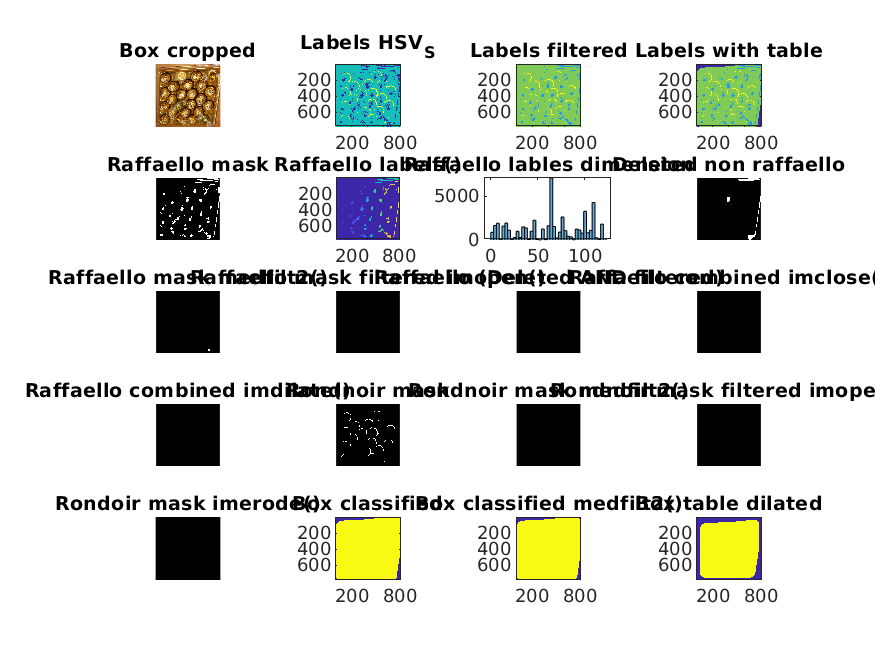 Box cropped
Labels HSV_S
Labels filtered
Labels with table
200
400
600
200 800
200
400
600
200 800
200
400
600
200 800
Raffaello mask
Raffaello labels()
Raffaello lables dimension
Deleted non raffaello
200
400
600
200 800
5000
0
0 50 100
Raffaello mask medfilt2()
Raffaello mask filtered imopen()
Raffaello (Deleted AND filtered)
Raffaello combined imclose(
Raffaello combined imdilate()
Rondnoir mask
Rondnoir mask medfilt2()
Rondnoir mask filtered imope
Rondoir mask imerode()
Box classified
Box classified medfilt2()
Box table dilated
200
400
600
200 800
200
400
600
200 800
200
400
600
200 800